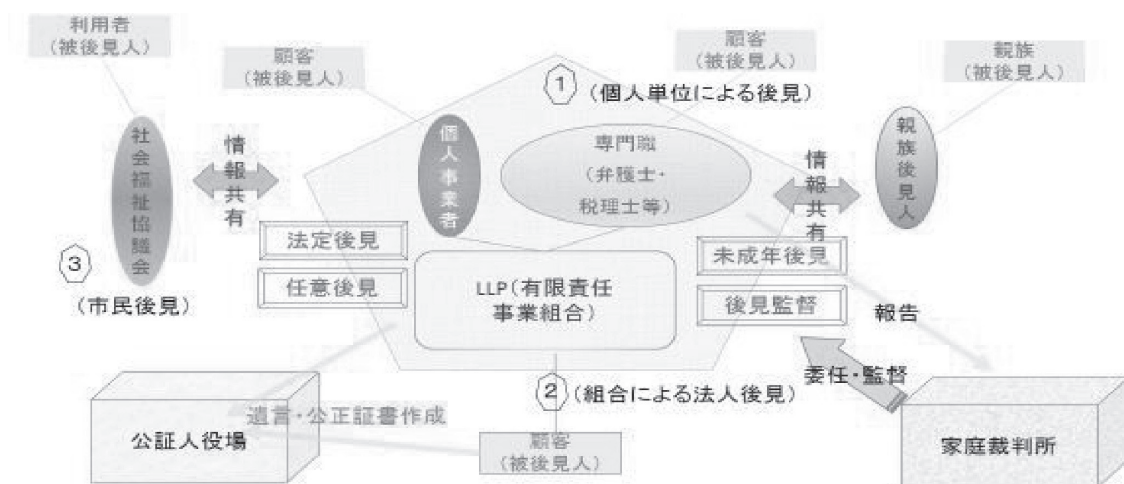 利用者
(被後見人)
顧客
(被後見人)
顧客
(被後見人)
親族
(被後見人)
①
(個人単位による後見)
社会福祉協議会
情報共有
個人事業者
専門職
(弁護士・
税理士等)
情報共有
親族後見人
法定後見
任意後見
未成年後見
後見監督
③
(市民後見)
LLP(有限責任
事業組合)
報告
委任・監督
②
(組合による法人後見)
遺言・公正証書作成
公証人役場
顧客
(被後見人)
家庭裁判所